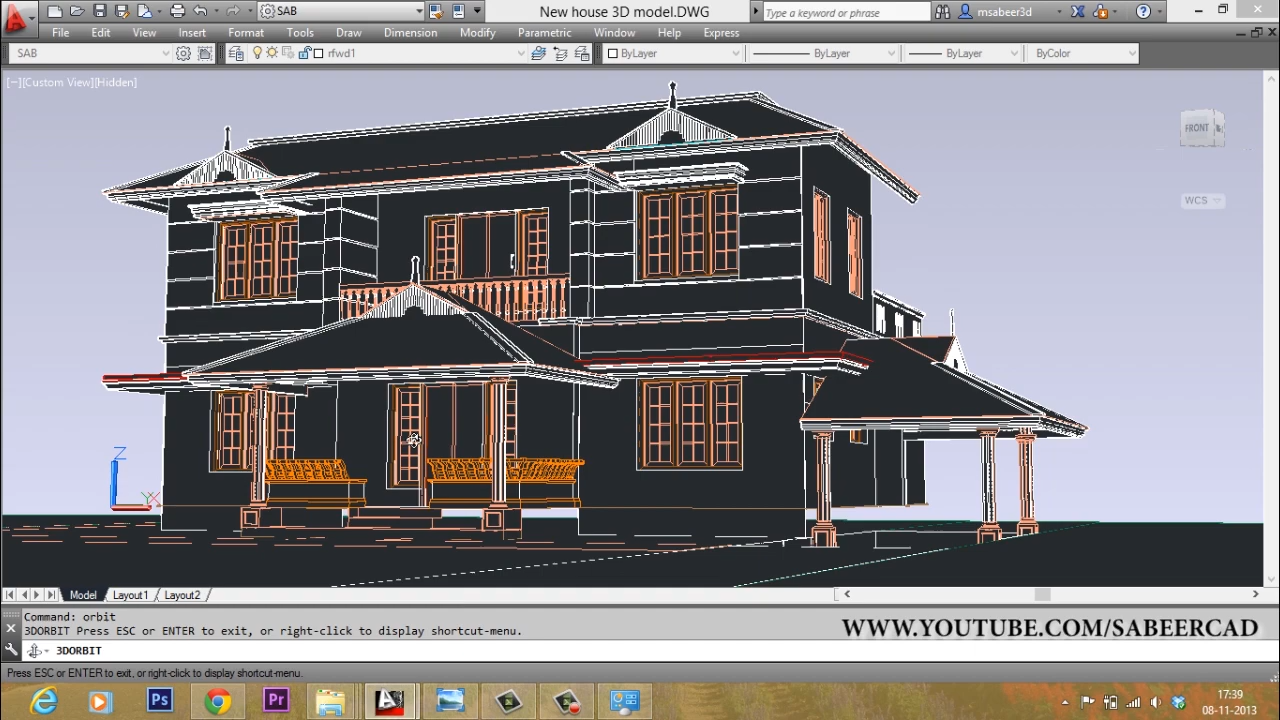 SAB
New house 3D model.DWG
Type a keyword or phrase
msabeer3d
File Edit View Insert Format Tools Draw Dimension Modify Parametric Window Help Express
SAB
rfwd1
ByLayer
ByLayer
ByLayer
ByColor
[−][Custom View][Hidden]
FRONT
WCS
Z
Y
X
Model Layout1 Layout2
Command: orbit
3DORBIT Press ESC or ENTER to exit, or right-click to display shortcut-menu.
WWW.YOUTUBE.COM/SABEERCAD
3DORBIT
Press ESC or ENTER to exit, or right-click to display shortcut-menu.
Ps
Pr
17:39
08-11-2013